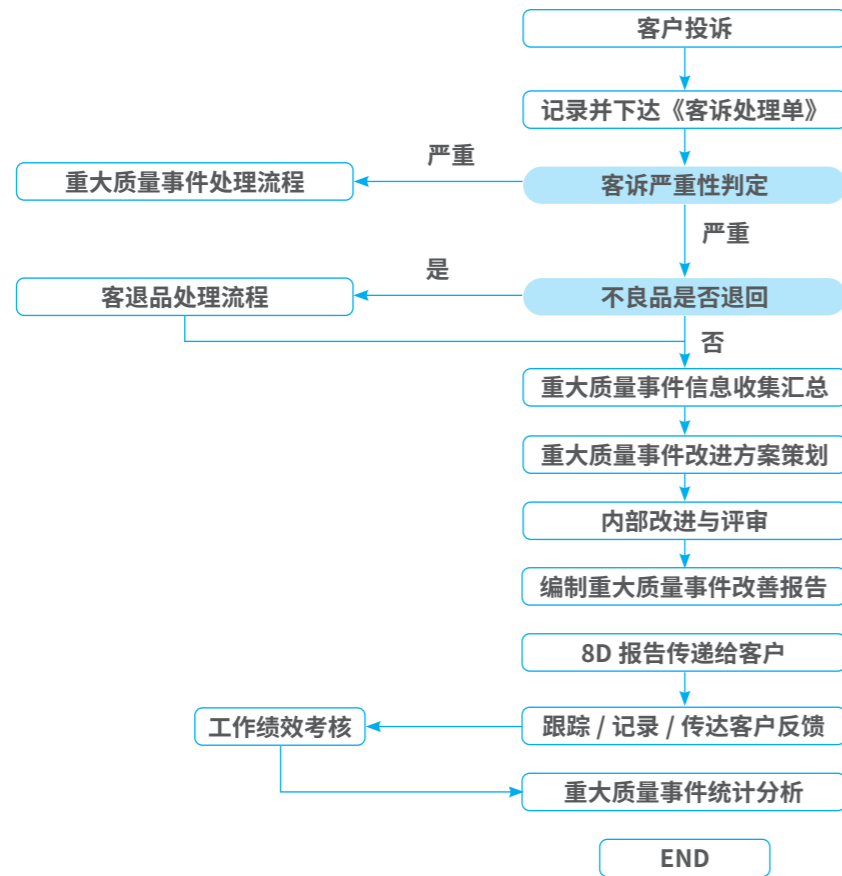 客户投诉
记录并下达《客诉处理单》
严重
重大质量事件处理流程
客诉严重性判定
严重
是
客退品处理流程
不良品是否退回
否
重大质量事件信息收集汇总
重大质量事件改进方案策划
内部改进与评审
编制重大质量事件改善报告
8D 报告传递给客户
工作绩效考核
跟踪 / 记录 / 传达客户反馈
重大质量事件统计分析
END